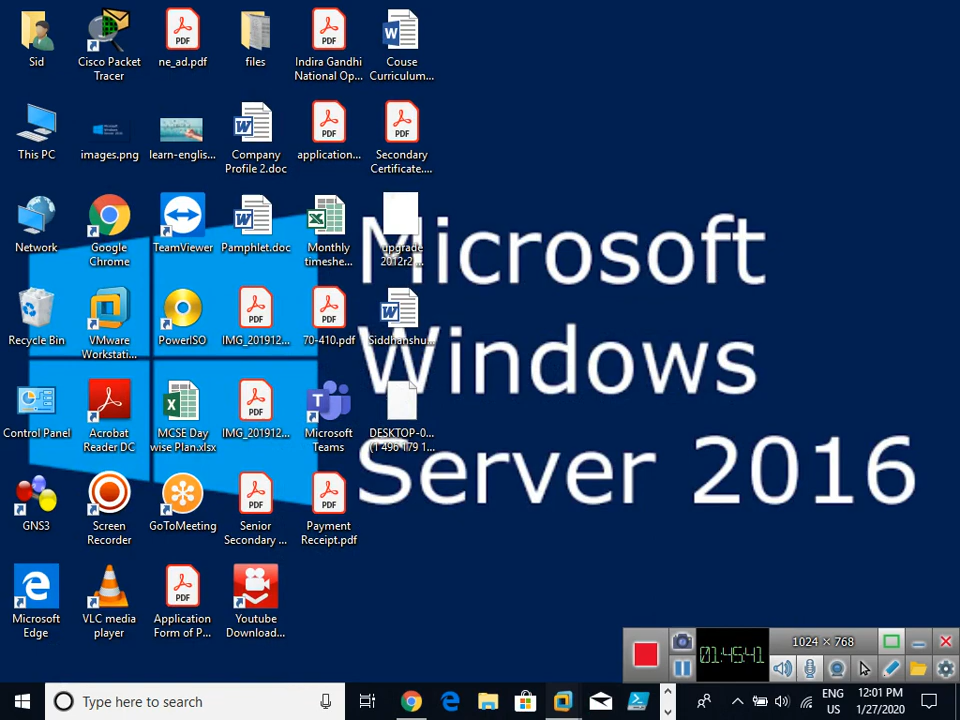 Sid
Cisco Packet
Tracer
ne_ad.pdf
files
Indira Gandhi
National Op...
Couse
Curriculum...
This PC
images.png
learn-englis...
Company
Profile 2.doc
application...
Secondary
Certificate....
Network
Google
Chrome
TeamViewer
Pamphlet.doc
Monthly
timeshe...
upgrade
2012r2...
Recycle Bin
VMware
Workstati...
PowerISO
IMG_201912...
70-410.pdf
Siddhanshu...
Control Panel
Acrobat
Reader DC
MCSE Day
wise Plan.xlsx
IMG_201912...
Microsoft
Teams
DESKTOP-0...
GNS3
Screen
Recorder
GoToMeeting
Senior
Secondary ...
Payment
Receipt.pdf
Microsoft
Edge
VLC media
player
Application
Form of P...
Youtube
Download...
Microsoft
Windows
Server 2016
01:45:41
1024 × 768
Type here to search
ENG
US
12:01 PM
1/27/2020